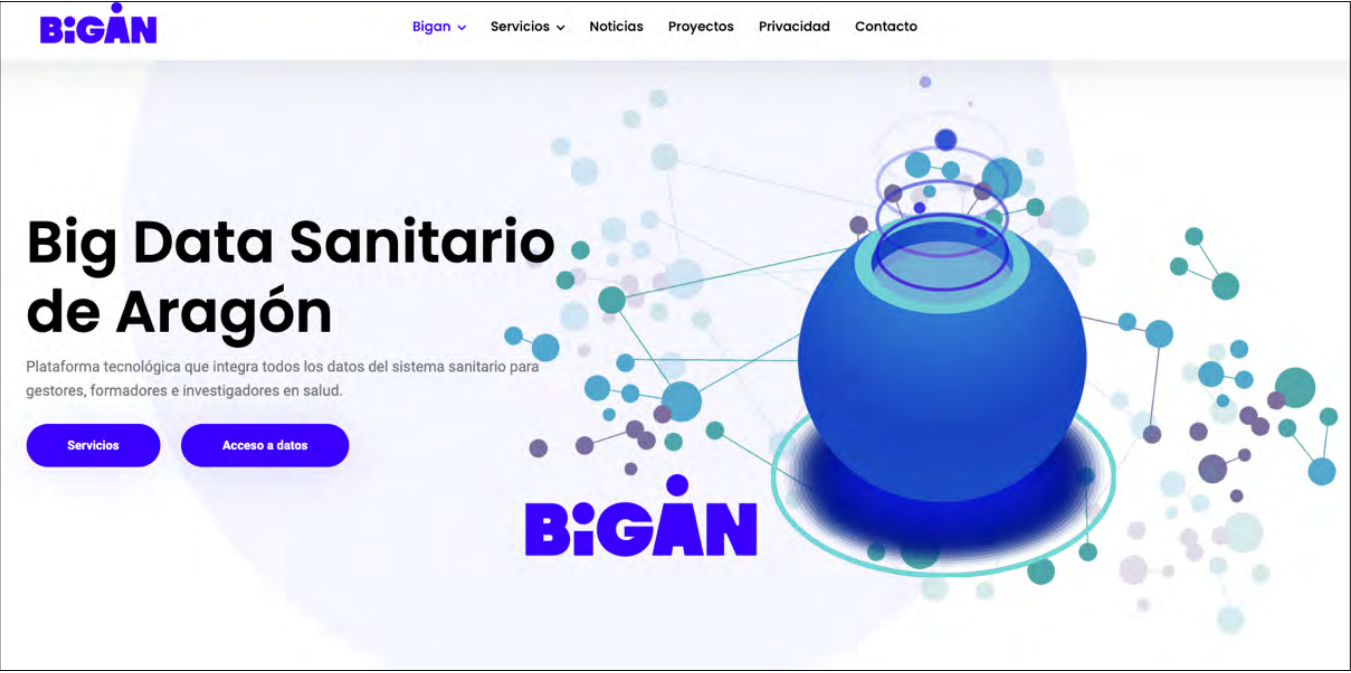 BiGAN
Bigan Servicios Noticias Proyectos Privacidad Contacto
Big Data Sanitario
de Aragón
Plataforma tecnológica que integra todos los datos del sistema sanitario para
gestores, formadores e investigadores en salud.
Servicios Acceso a datos
BiGAN